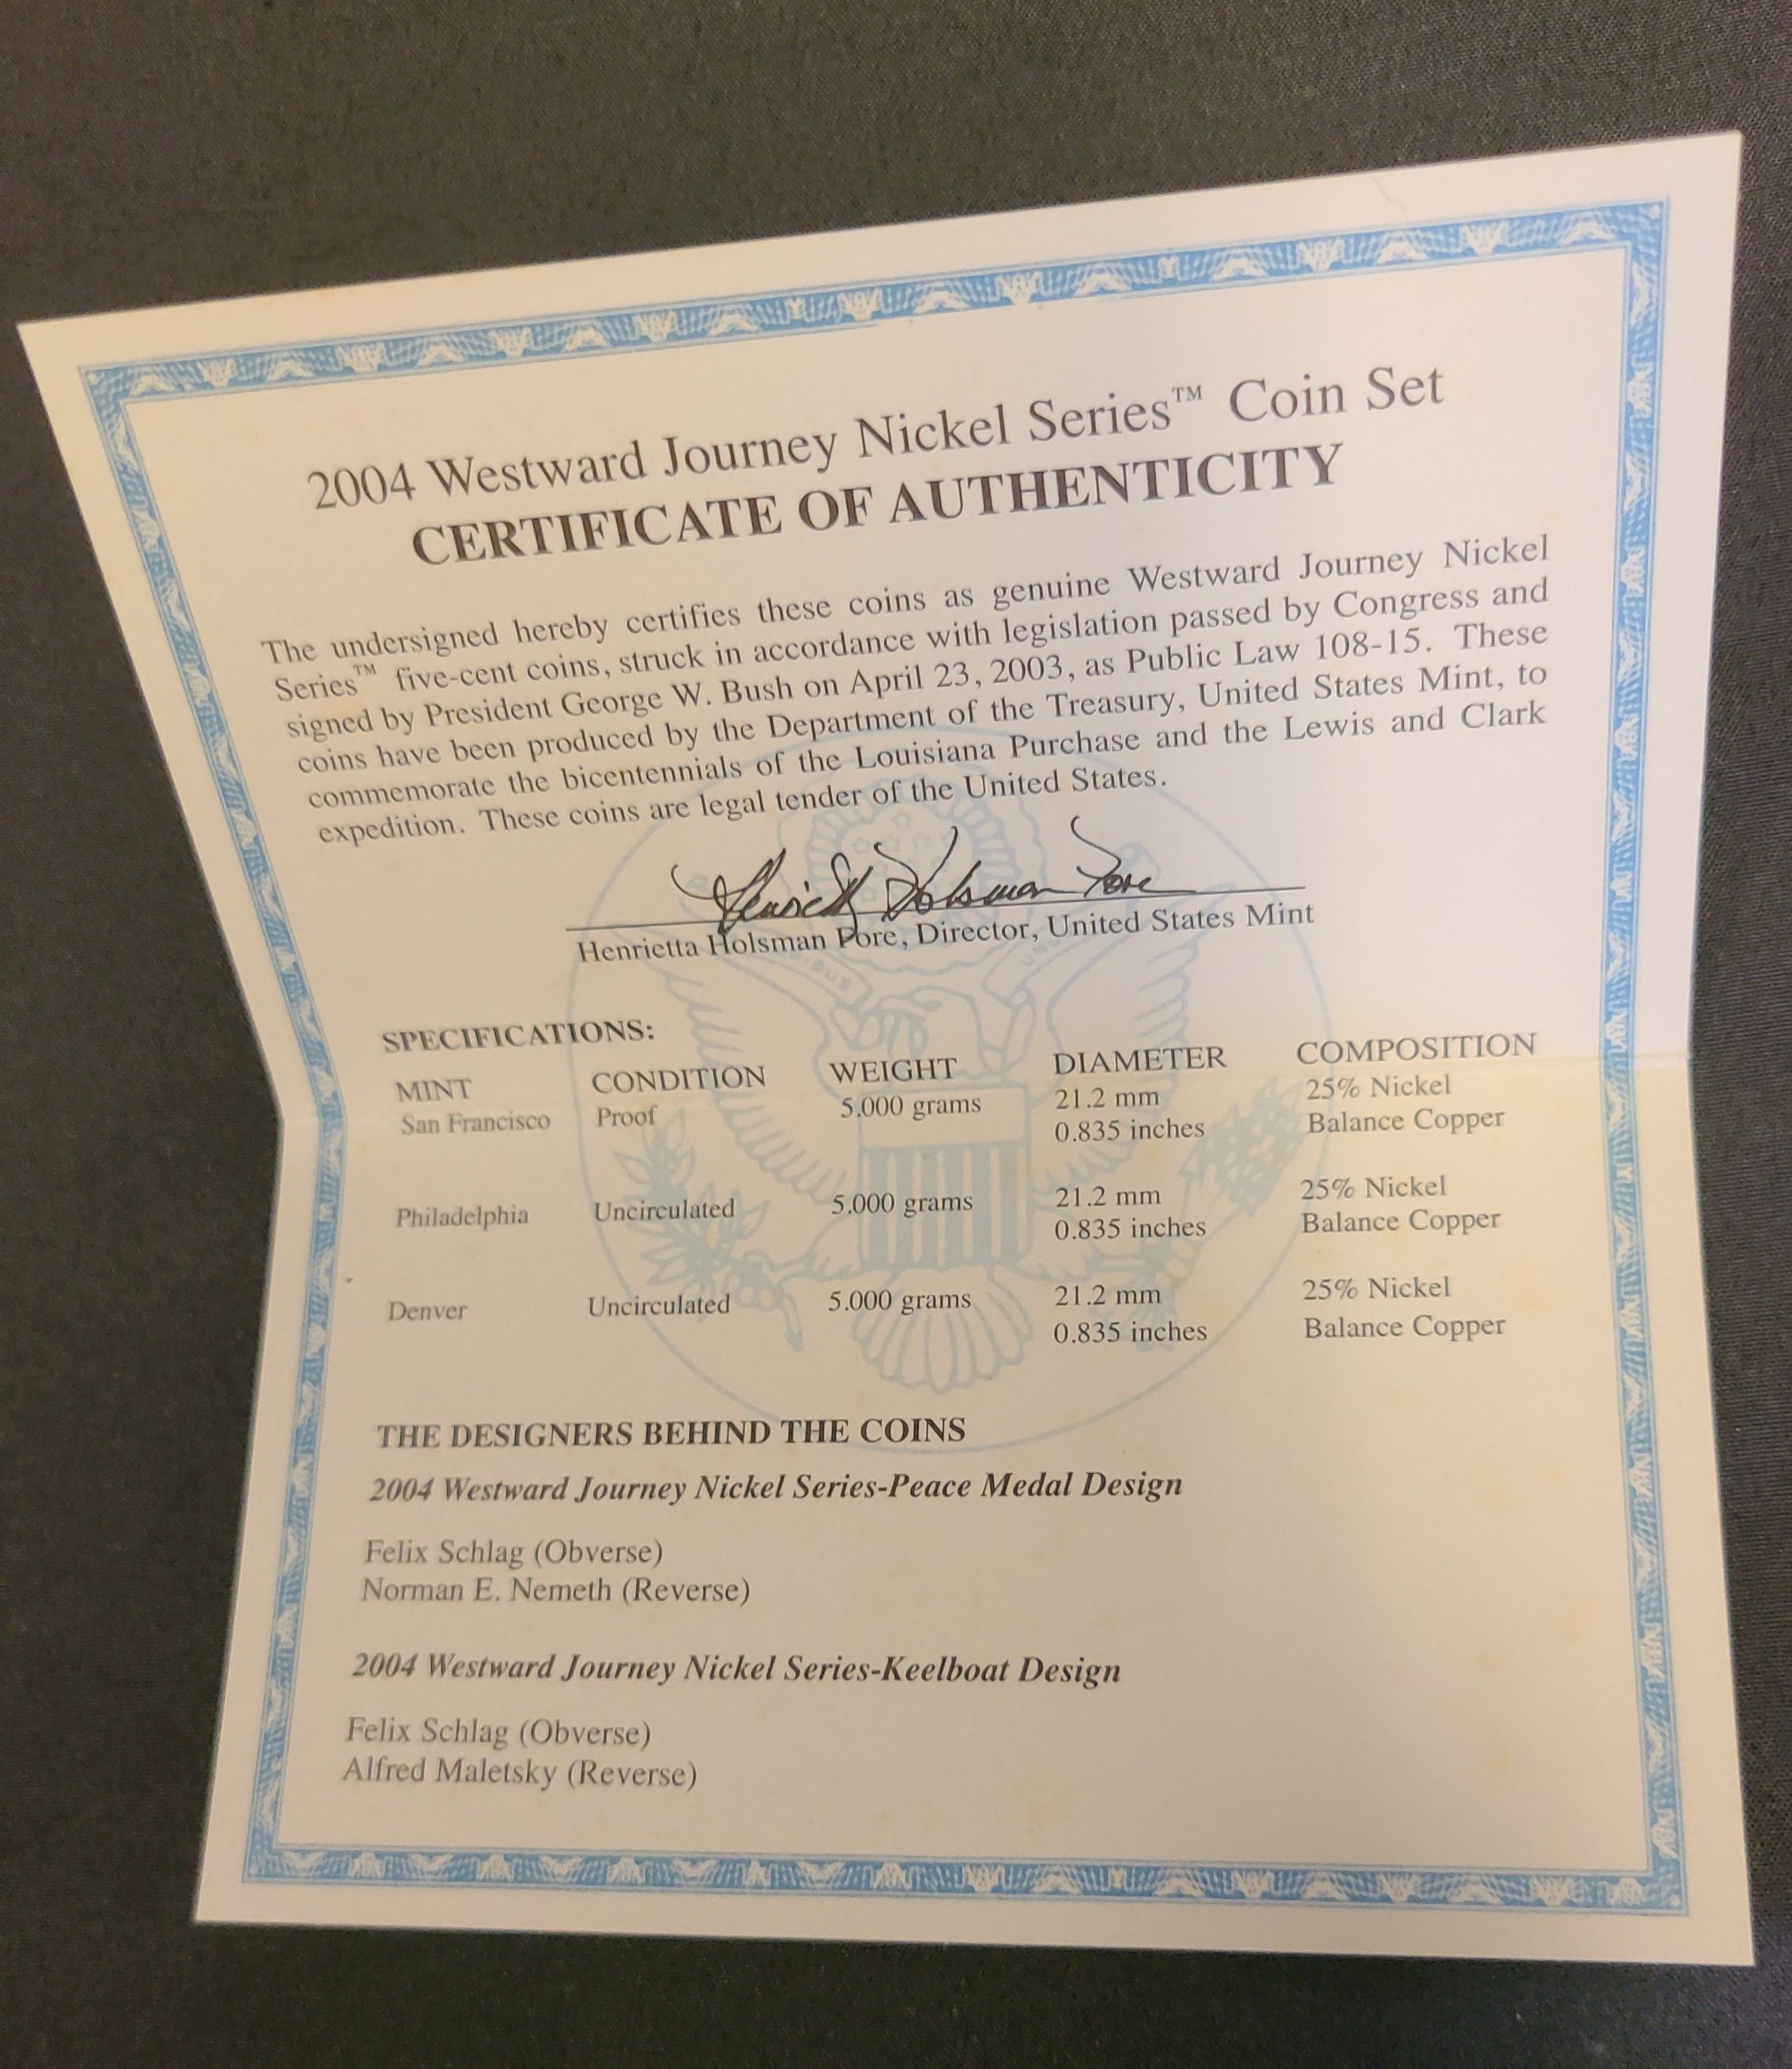 2004 Westward Journey Nickel Series™ Coin Set
CERTIFICATE OF AUTHENTICITY
The undersigned hereby certifies these coins as genuine Westward Journey Nickel
Series™ five-cent coins, struck in accordance with legislation passed by Congress and
signed by President George W. Bush on April 23, 2003, as Public Law 108-15. These
coins have been produced by the Department of the Treasury, United States Mint, to
commemorate the bicentennials of the Louisiana Purchase and the Lewis and Clark
expedition. These coins are legal tender of the United States.
Henrietta Holsman Fore
Henrietta Holsman Fore, Director, United States Mint
SPECIFICATIONS:
MINT CONDITION WEIGHT DIAMETER COMPOSITION
San Francisco Proof 5.000 grams 21.2 mm 25% Nickel
0.835 inches Balance Copper
Philadelphia Uncirculated 5.000 grams 21.2 mm 25% Nickel
0.835 inches Balance Copper
Denver Uncirculated 5.000 grams 21.2 mm 25% Nickel
0.835 inches Balance Copper
THE DESIGNERS BEHIND THE COINS
2004 Westward Journey Nickel Series-Peace Medal Design
Felix Schlag (Obverse)
Norman E. Nemeth (Reverse)
2004 Westward Journey Nickel Series-Keelboat Design
Felix Schlag (Obverse)
Alfred Maletsky (Reverse)